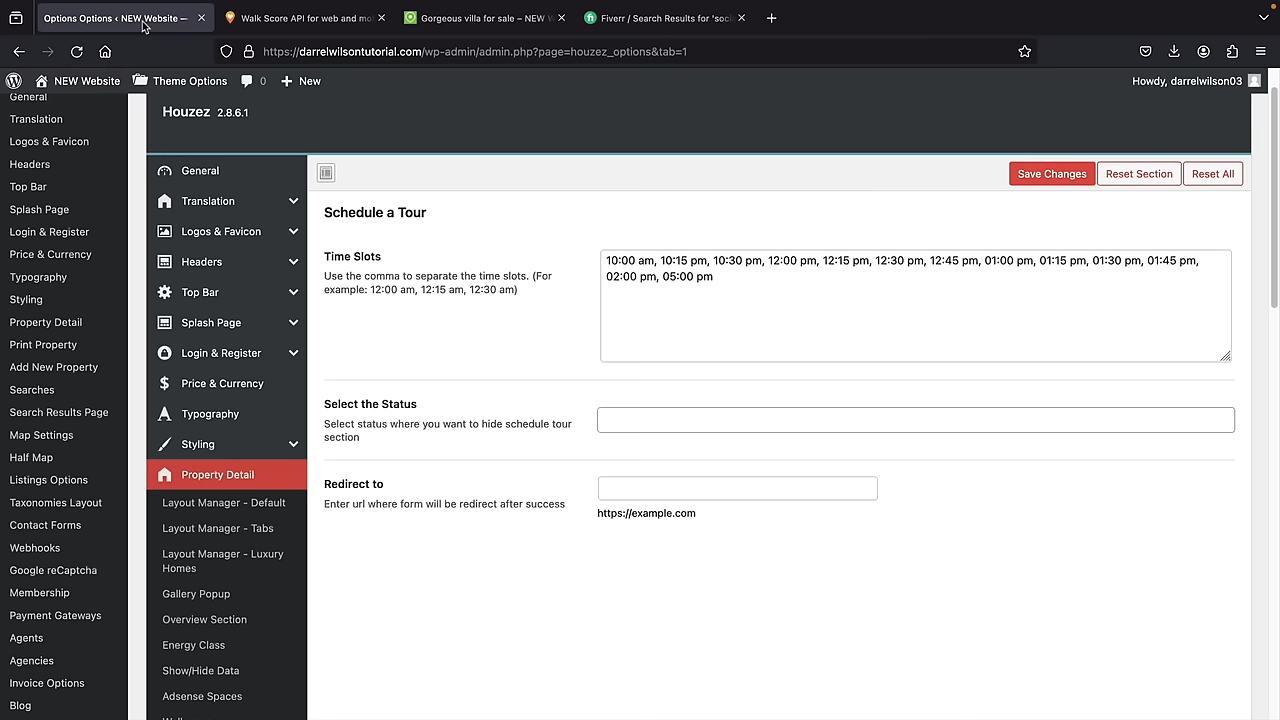 Options Options ‹ NEW Website —
Walk Score API for web and mo
Gorgeous villa for sale – NEW W
Fiverr / Search Results for 'soc
https://darrelwilsontutorial.com/wp-admin/admin.php?page=houzez_options&tab=1
NEW Website
Theme Options
0
New
Howdy, darrelwilson03
General
Translation
Logos & Favicon
Headers
Top Bar
Splash Page
Login & Register
Price & Currency
Typography
Styling
Property Detail
Print Property
Add New Property
Searches
Search Results Page
Map Settings
Half Map
Listings Options
Taxonomies Layout
Contact Forms
Webhooks
Google reCaptcha
Membership
Payment Gateways
Agents
Agencies
Invoice Options
Blog
Houzez 2.8.6.1
General
Translation
Logos & Favicon
Headers
Top Bar
Splash Page
Login & Register
Price & Currency
Typography
Styling
Property Detail
Layout Manager - Default
Layout Manager - Tabs
Layout Manager - Luxury
Homes
Gallery Popup
Overview Section
Energy Class
Show/Hide Data
Adsense Spaces
Save Changes
Reset Section
Reset All
Schedule a Tour
Time Slots
Use the comma to separate the time slots. (For
example: 12:00 am, 12:15 am, 12:30 am)
10:00 am, 10:15 pm, 10:30 pm, 12:00 pm, 12:15 pm, 12:30 pm, 12:45 pm, 01:00 pm, 01:15 pm, 01:30 pm, 01:45 pm,
02:00 pm, 05:00 pm
Select the Status
Select status where you want to hide schedule tour
section
Redirect to
Enter url where form will be redirect after success
https://example.com